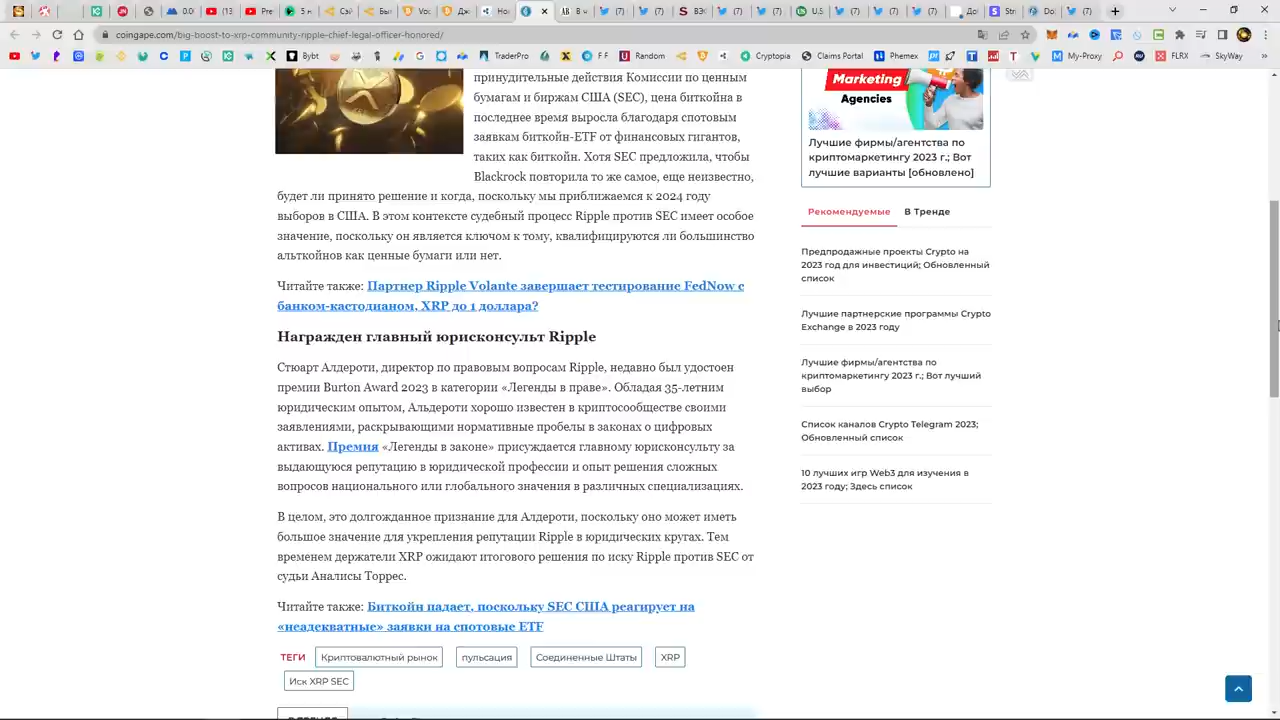 coingape.com/big-boost-xrp-chief-legal-officer-honored/
Bybt
TraderPro
F F
Random
Cryptopia
Claims Portal
Phemex
My-Proxy
FLRX
SkyWay
принудительные действия Комиссии по ценным
бумагам и биржам США (SEC), цена биткойна в
последнее время выросла благодаря спотовым
заявкам биткойн-ETF от финансовых гигантов,
таких как биткойн. Хотя SEC предложила, чтобы
Blackrock повторила то же самое, еще неизвестно,
будет ли принято решение и когда, поскольку мы приближаемся к 2024 году
выборов в США. В этом контексте судебный процесс Ripple против SEC имеет особое
значение, поскольку он является ключом к тому, квалифицируются ли большинство
альткойнов как ценные бумаги или нет.
Читайте также: Партнер Ripple Volante завершает тестирование FedNow с
банком-кастодианом, XRP до 1 доллара?
Награжден главный юрисконсульт Ripple
Стюарт Алдероти, директор по правовым вопросам Ripple, недавно был удостоен
премии Burton Award 2023 в категории «Легенды в праве». Обладая 35-летним
юридическим опытом, Альдероти хорошо известен в криптосообществе своими
заявлениями, раскрывающими нормативные пробелы в законах о цифровых
активах. Премия «Легенды в законе» присуждается главному юрисконсульту за
выдающуюся репутацию в юридической профессии и опыт решения сложных
вопросов национального или глобального значения в различных специализациях.
В целом, это долгожданное признание для Алдероти, поскольку оно может иметь
большое значение для укрепления репутации Ripple в юридических кругах. Тем
временем держатели XRP ожидают итогового решения по иску Ripple против SEC от
судьи Аналисы Торрес.
Читайте также: Биткойн падает, поскольку SEC США реагирует на
«неадекватные» заявки на спотовые ETF
ТЕГИ
Криптовалютный рынок
пульсация
Соединенные Штаты
XRP
Иск XRP SEC
Marketing
Agencies
Лучшие фирмы/агентства по
криптомаркетингу 2023 г.; Вот
лучшие варианты [обновлено]
Рекомендуемые
В Тренде
Предпродажные проекты Crypto на
2023 год для инвестиций; Обновленный
список
Лучшие партнерские программы Crypto
Exchange в 2023 году
Лучшие фирмы/агентства по
криптомаркетингу 2023 г.; Вот лучший
выбор
Список каналов Crypto Telegram 2023;
Обновленный список
10 лучших игр Web3 для изучения в
2023 году; Здесь список